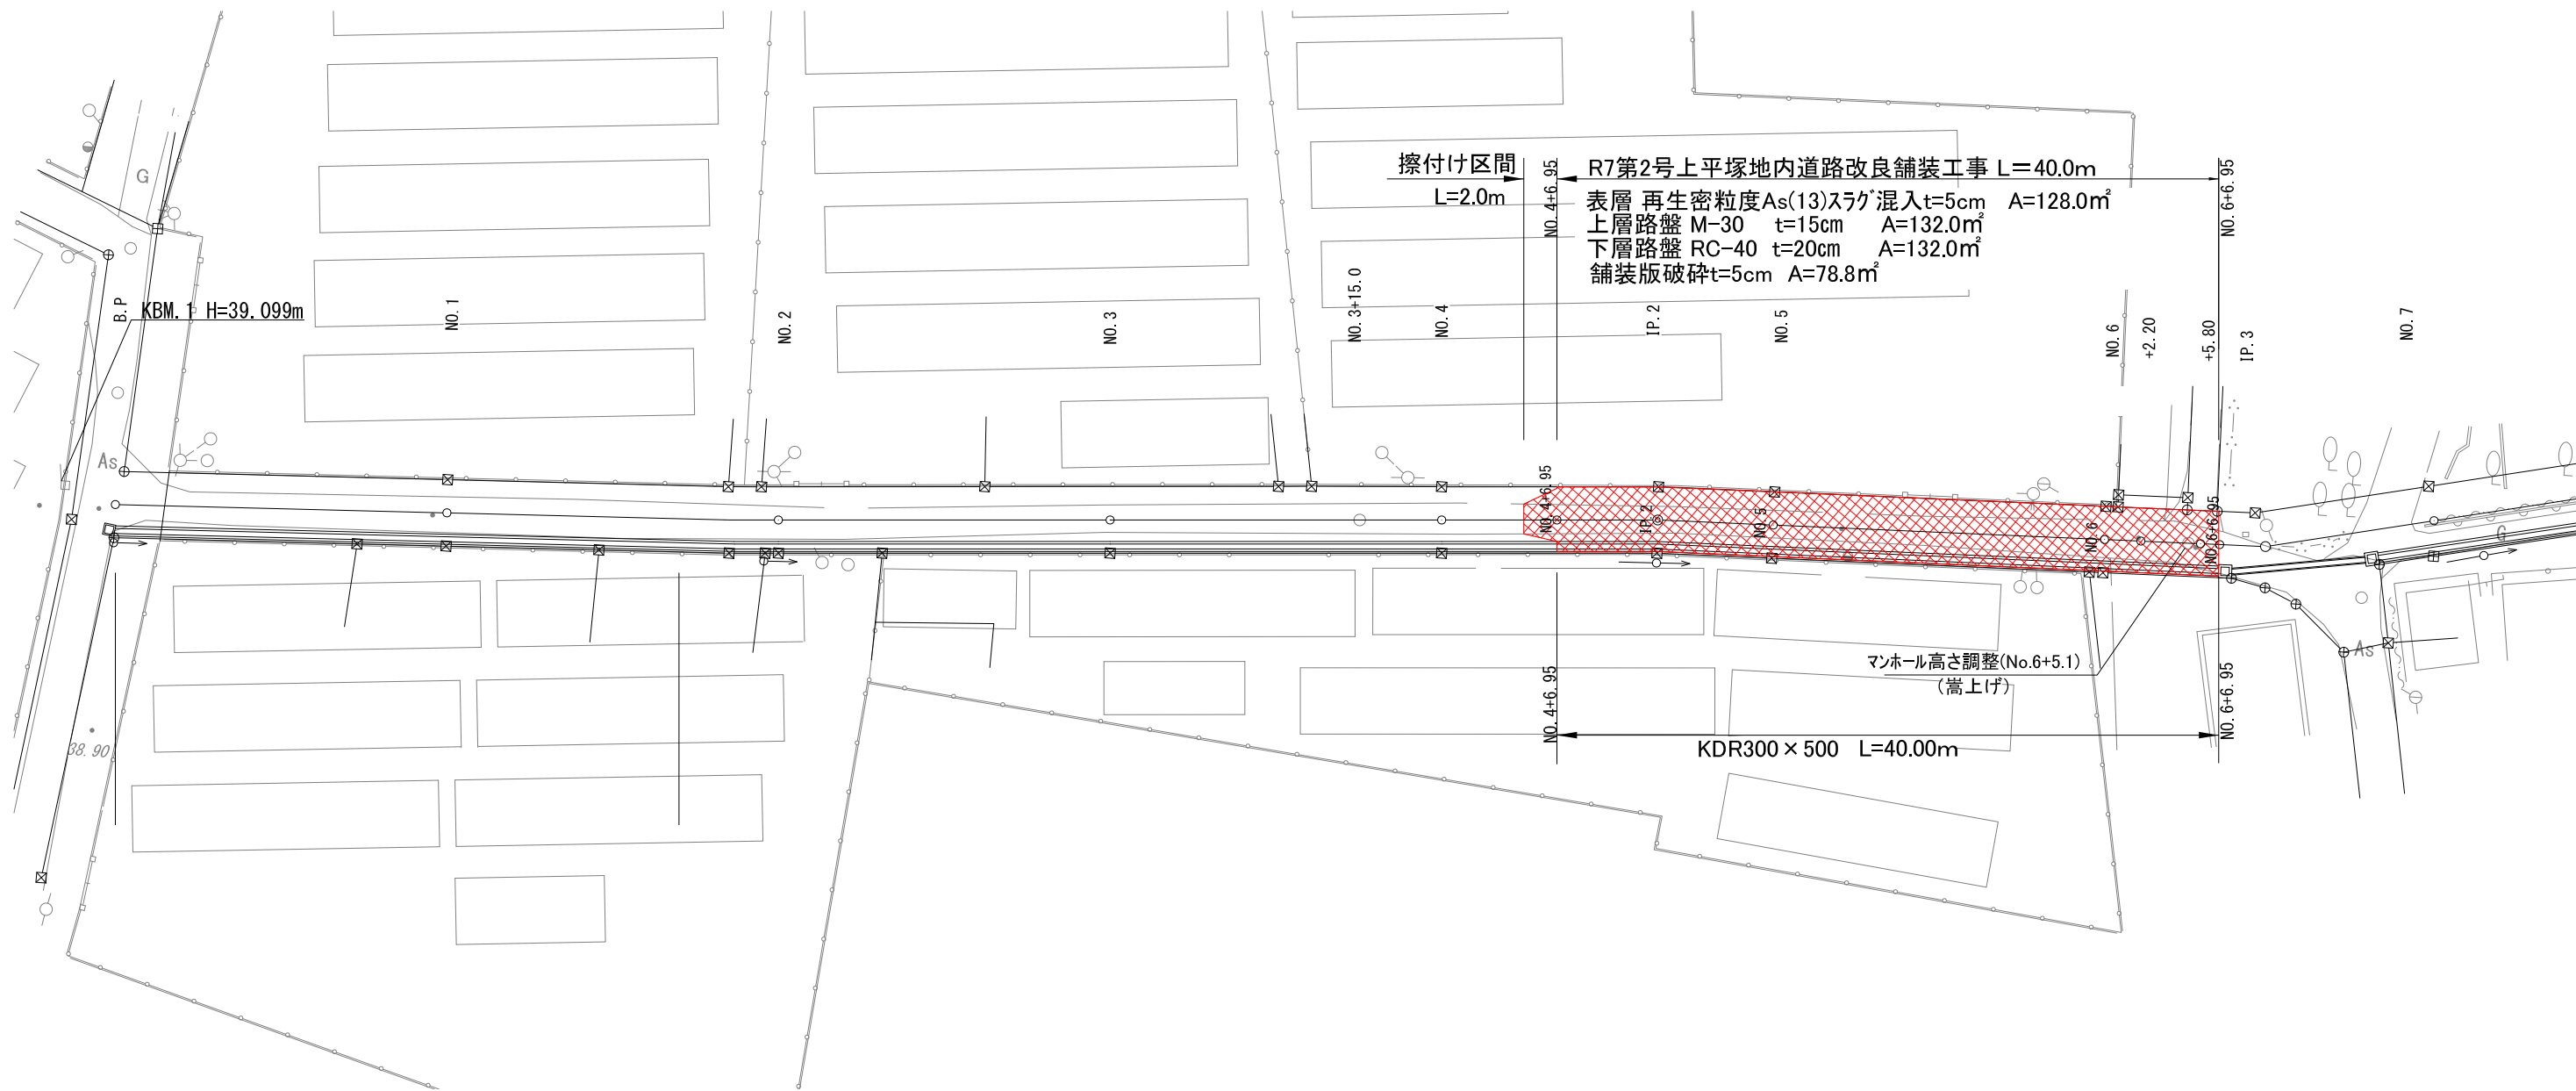 擦付け区間
L=2.0m
NO.4+6.95
R7第2号上平塚地内道路改良舗装工事 L=40.0m
表層 再生密粒度As(13)スラグ混入t=5cm A=128.0㎡
上層路盤 M-30 t=15cm A=132.0㎡
下層路盤 RC-40 t=20cm A=132.0㎡
舗装版破砕t=5cm A=78.8㎡
NO.6+6.95
G
B.P
KBM.1 H=39.099m
NO.1
NO.2
NO.3
NO.3+15.0
NO.4
IP.2
NO.5
NO.6
+2.20
+5.80
IP.3
NO.7
As
NO.4+6.95
IP.2
NO.5
NO.6
NO.6+6.95
G
As
マンホール高さ調整(No.6+5.1)
(嵩上げ)
NO.4+6.95
NO.6+6.95
KDR300×500 L=40.00m
38.90